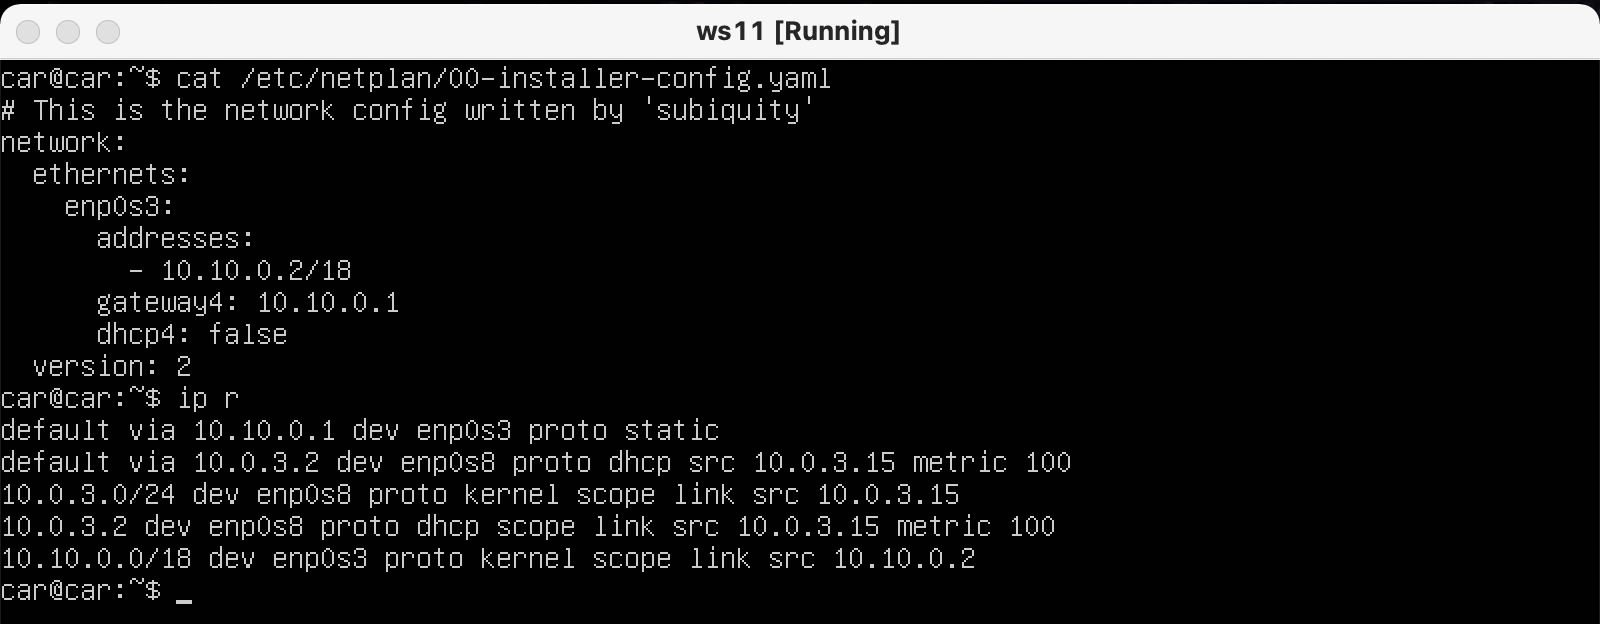 ws11 [Running]
car@car:~$ cat /etc/netplan/00-installer-config.yaml
# This is the network config written by 'subiquity'
network:
  ethernets:
    enp0s3:
      addresses:
        - 10.10.0.2/18
      gateway4: 10.10.0.1
      dhcp4: false
  version: 2
car@car:~$ ip r
default via 10.10.0.1 dev enp0s3 proto static
default via 10.0.3.2 dev enp0s8 proto dhcp src 10.0.3.15 metric 100
10.0.3.0/24 dev enp0s8 proto kernel scope link src 10.0.3.15
10.0.3.2 dev enp0s8 proto dhcp scope link src 10.0.3.15 metric 100
10.10.0.0/18 dev enp0s3 proto kernel scope link src 10.10.0.2
car@car:~$ _